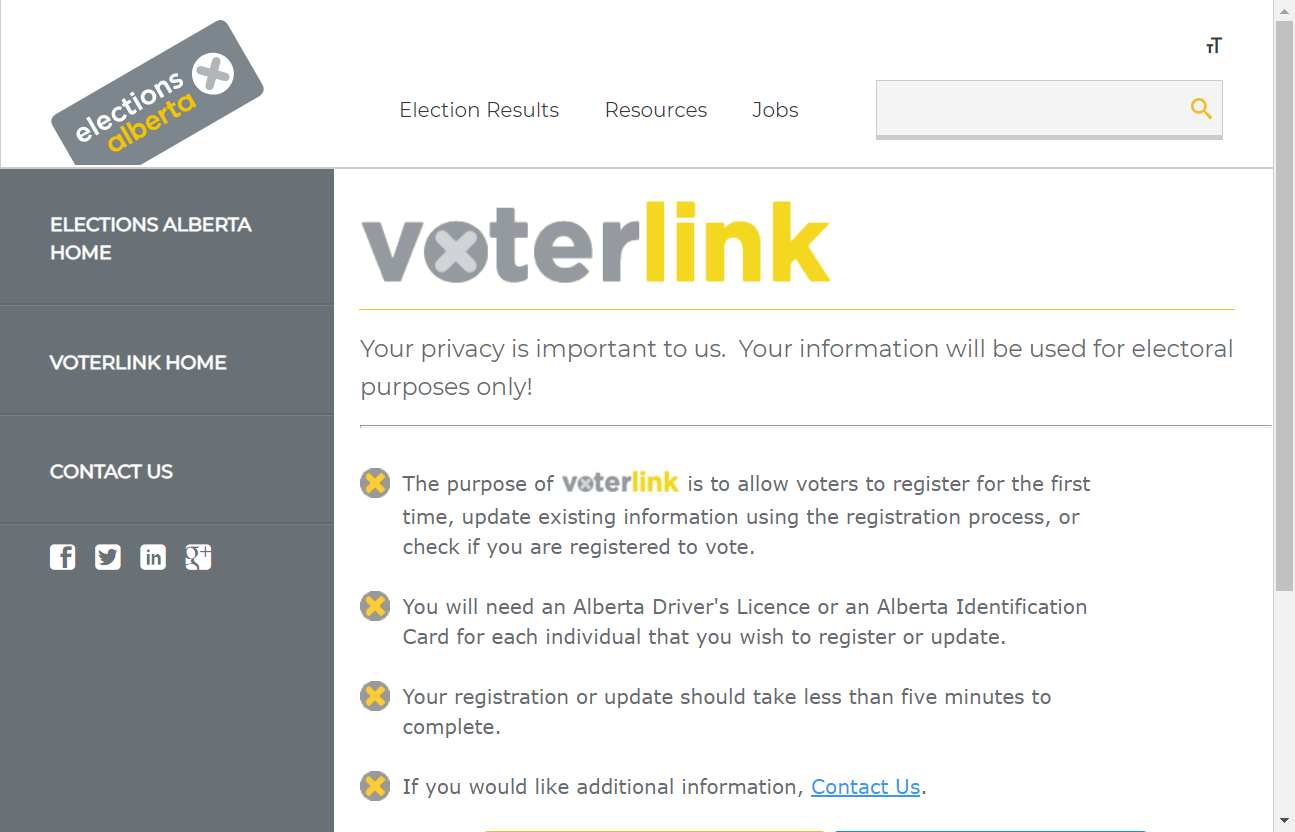 elections
alberta
тT
Election Results
Resources
Jobs
ELECTIONS ALBERTA
HOME
VOTERLINK HOME
CONTACT US
voterlink
Your privacy is important to us.  Your information will be used for electoral
purposes only!
The purpose of voterlink is to allow voters to register for the first
time, update existing information using the registration process, or
check if you are registered to vote.
You will need an Alberta Driver's Licence or an Alberta Identification
Card for each individual that you wish to register or update.
Your registration or update should take less than five minutes to
complete.
If you would like additional information, Contact Us.